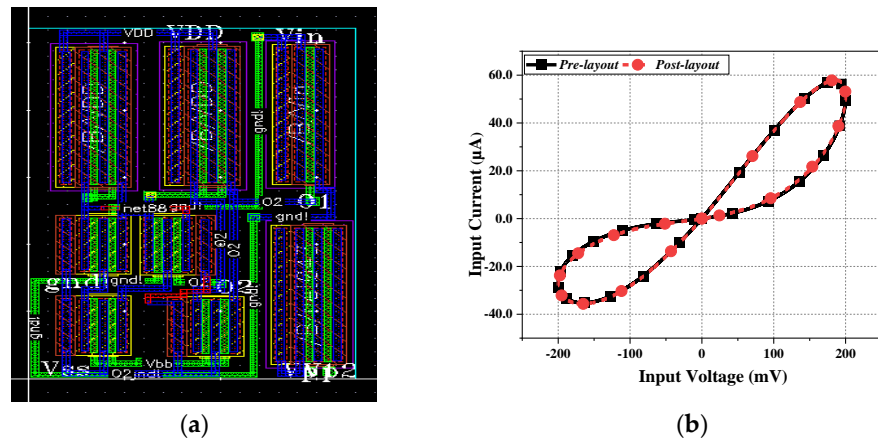 VDD
VDD
Vin
gnd!
gnd!
gnd!
O2
O1
net88
gnd!
O2
O2
gnd!
gnd!
O2
O2
gnd!
gnd!
Vss
Vbb
(a)
Pre-layout
Post-layout
60.0
40.0
20.0
0.0
-20.0
-40.0
Input Current (µA)
-200
-100
0
100
200
Input Voltage (mV)
(b)